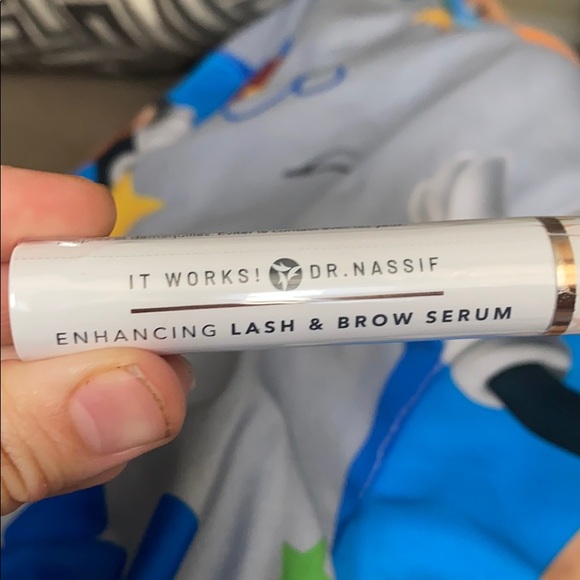 IT WORKS! DR. NASSIF
ENHANCING LASH & BROW SERUM